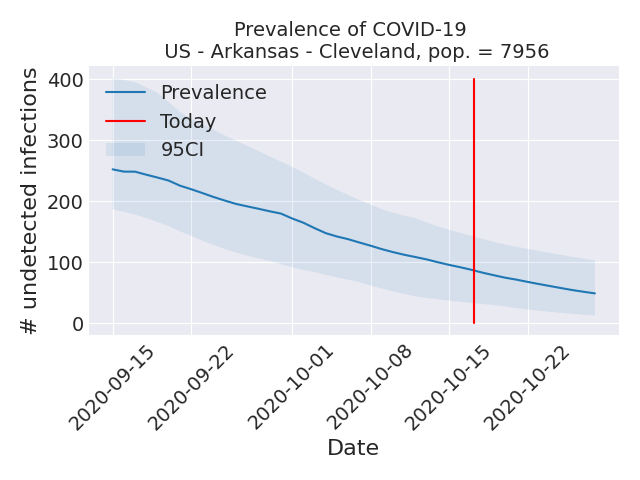 Prevalence of COVID-19
US - Arkansas - Cleveland, pop. = 7956
# undetected infections
400
300
200
100
0
Prevalence
Today
95CI
2020-09-15
2020-09-22
2020-10-01
2020-10-08
2020-10-15
2020-10-22
Date